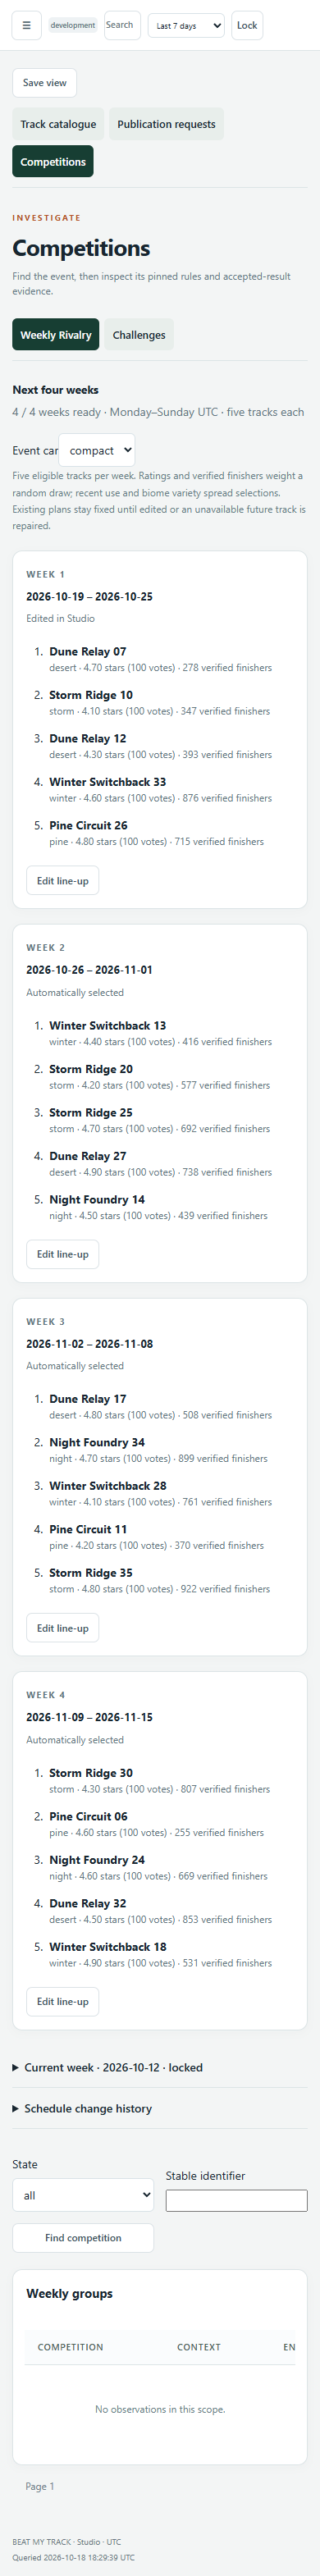 ☰ development Search Last 7 days Lock
Save view
Track catalogue Publication requests
Competitions
INVESTIGATE
Competitions
Find the event, then inspect its pinned rules and accepted-result
evidence.
Weekly Rivalry Challenges
Next four weeks
4 / 4 weeks ready · Monday–Sunday UTC · five tracks each
Event car compact
Five eligible tracks per week. Ratings and verified finishers weight a
random draw; recent use and biome variety spread selections.
Existing plans stay fixed until edited or an unavailable future track is
repaired.
WEEK 1
2026-10-19 – 2026-10-25
Edited in Studio
1. Dune Relay 07
desert · 4.70 stars (100 votes) · 278 verified finishers
2. Storm Ridge 10
storm · 4.10 stars (100 votes) · 347 verified finishers
3. Dune Relay 12
desert · 4.30 stars (100 votes) · 393 verified finishers
4. Winter Switchback 33
winter · 4.60 stars (100 votes) · 876 verified finishers
5. Pine Circuit 26
pine · 4.80 stars (100 votes) · 715 verified finishers
Edit line-up
WEEK 2
2026-10-26 – 2026-11-01
Automatically selected
1. Winter Switchback 13
winter · 4.40 stars (100 votes) · 416 verified finishers
2. Storm Ridge 20
storm · 4.20 stars (100 votes) · 577 verified finishers
3. Storm Ridge 25
storm · 4.70 stars (100 votes) · 692 verified finishers
4. Dune Relay 27
desert · 4.90 stars (100 votes) · 738 verified finishers
5. Night Foundry 14
night · 4.50 stars (100 votes) · 439 verified finishers
Edit line-up
WEEK 3
2026-11-02 – 2026-11-08
Automatically selected
1. Dune Relay 17
desert · 4.80 stars (100 votes) · 508 verified finishers
2. Night Foundry 34
night · 4.70 stars (100 votes) · 899 verified finishers
3. Winter Switchback 28
winter · 4.10 stars (100 votes) · 761 verified finishers
4. Pine Circuit 11
pine · 4.20 stars (100 votes) · 370 verified finishers
5. Storm Ridge 35
storm · 4.80 stars (100 votes) · 922 verified finishers
Edit line-up
WEEK 4
2026-11-09 – 2026-11-15
Automatically selected
1. Storm Ridge 30
storm · 4.30 stars (100 votes) · 807 verified finishers
2. Pine Circuit 06
pine · 4.60 stars (100 votes) · 255 verified finishers
3. Night Foundry 24
night · 4.60 stars (100 votes) · 669 verified finishers
4. Dune Relay 32
desert · 4.50 stars (100 votes) · 853 verified finishers
5. Winter Switchback 18
winter · 4.90 stars (100 votes) · 531 verified finishers
Edit line-up
▶ Current week · 2026-10-12 · locked
▶ Schedule change history
State
all
Stable identifier
Find competition
Weekly groups
COMPETITION CONTEXT EN
No observations in this scope.
Page 1
BEAT MY TRACK · Studio · UTC
Queried 2026-10-18 18:29:39 UTC